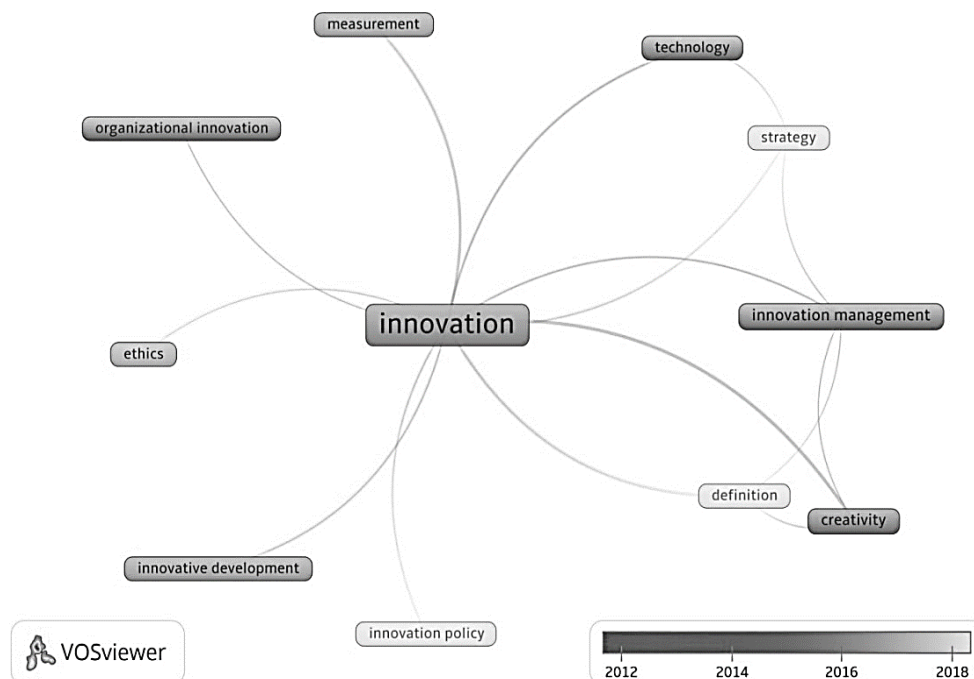 measurement
technology
organizational innovation
strategy
innovation
innovation management
ethics
definition
creativity
innovative development
innovation policy
VOSviewer
2012
2014
2016
2018